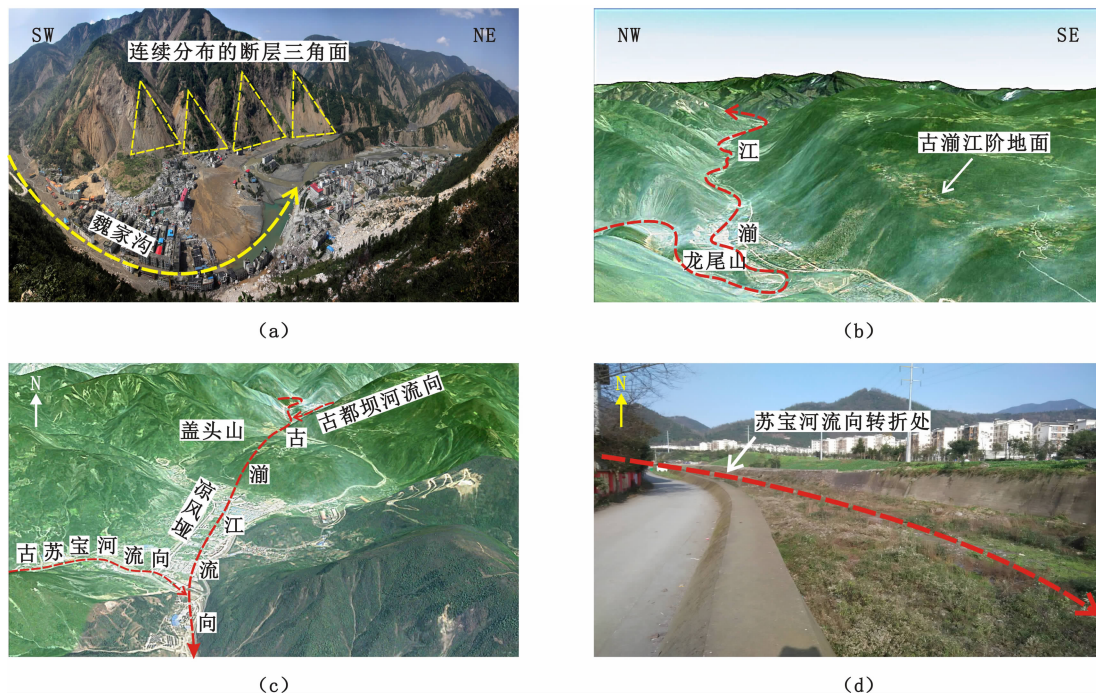 SW
NE
连续分布的断层三角面
魏家沟
(a)
NW
SE
古湔江阶地面
江
湔
龙尾山
(b)
N
古都坝河流向
盖头山
古
湔
江
流
向
凉风垭
古苏宝河流向
(c)
N
苏宝河流向转折处
(d)